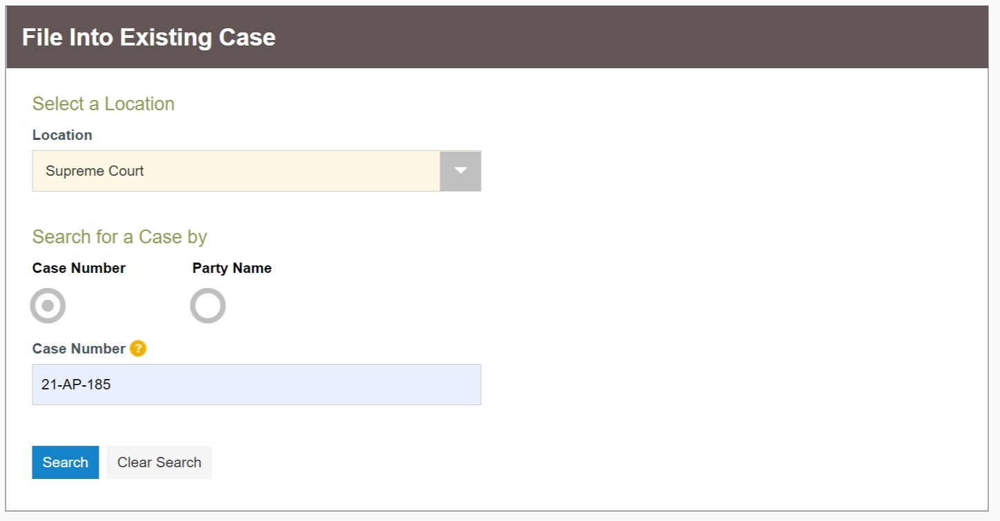 File Into Existing Case
Select a Location
Location
Supreme Court
Search for a Case by
Case Number Party Name
Case Number ?
21-AP-185
Search Clear Search